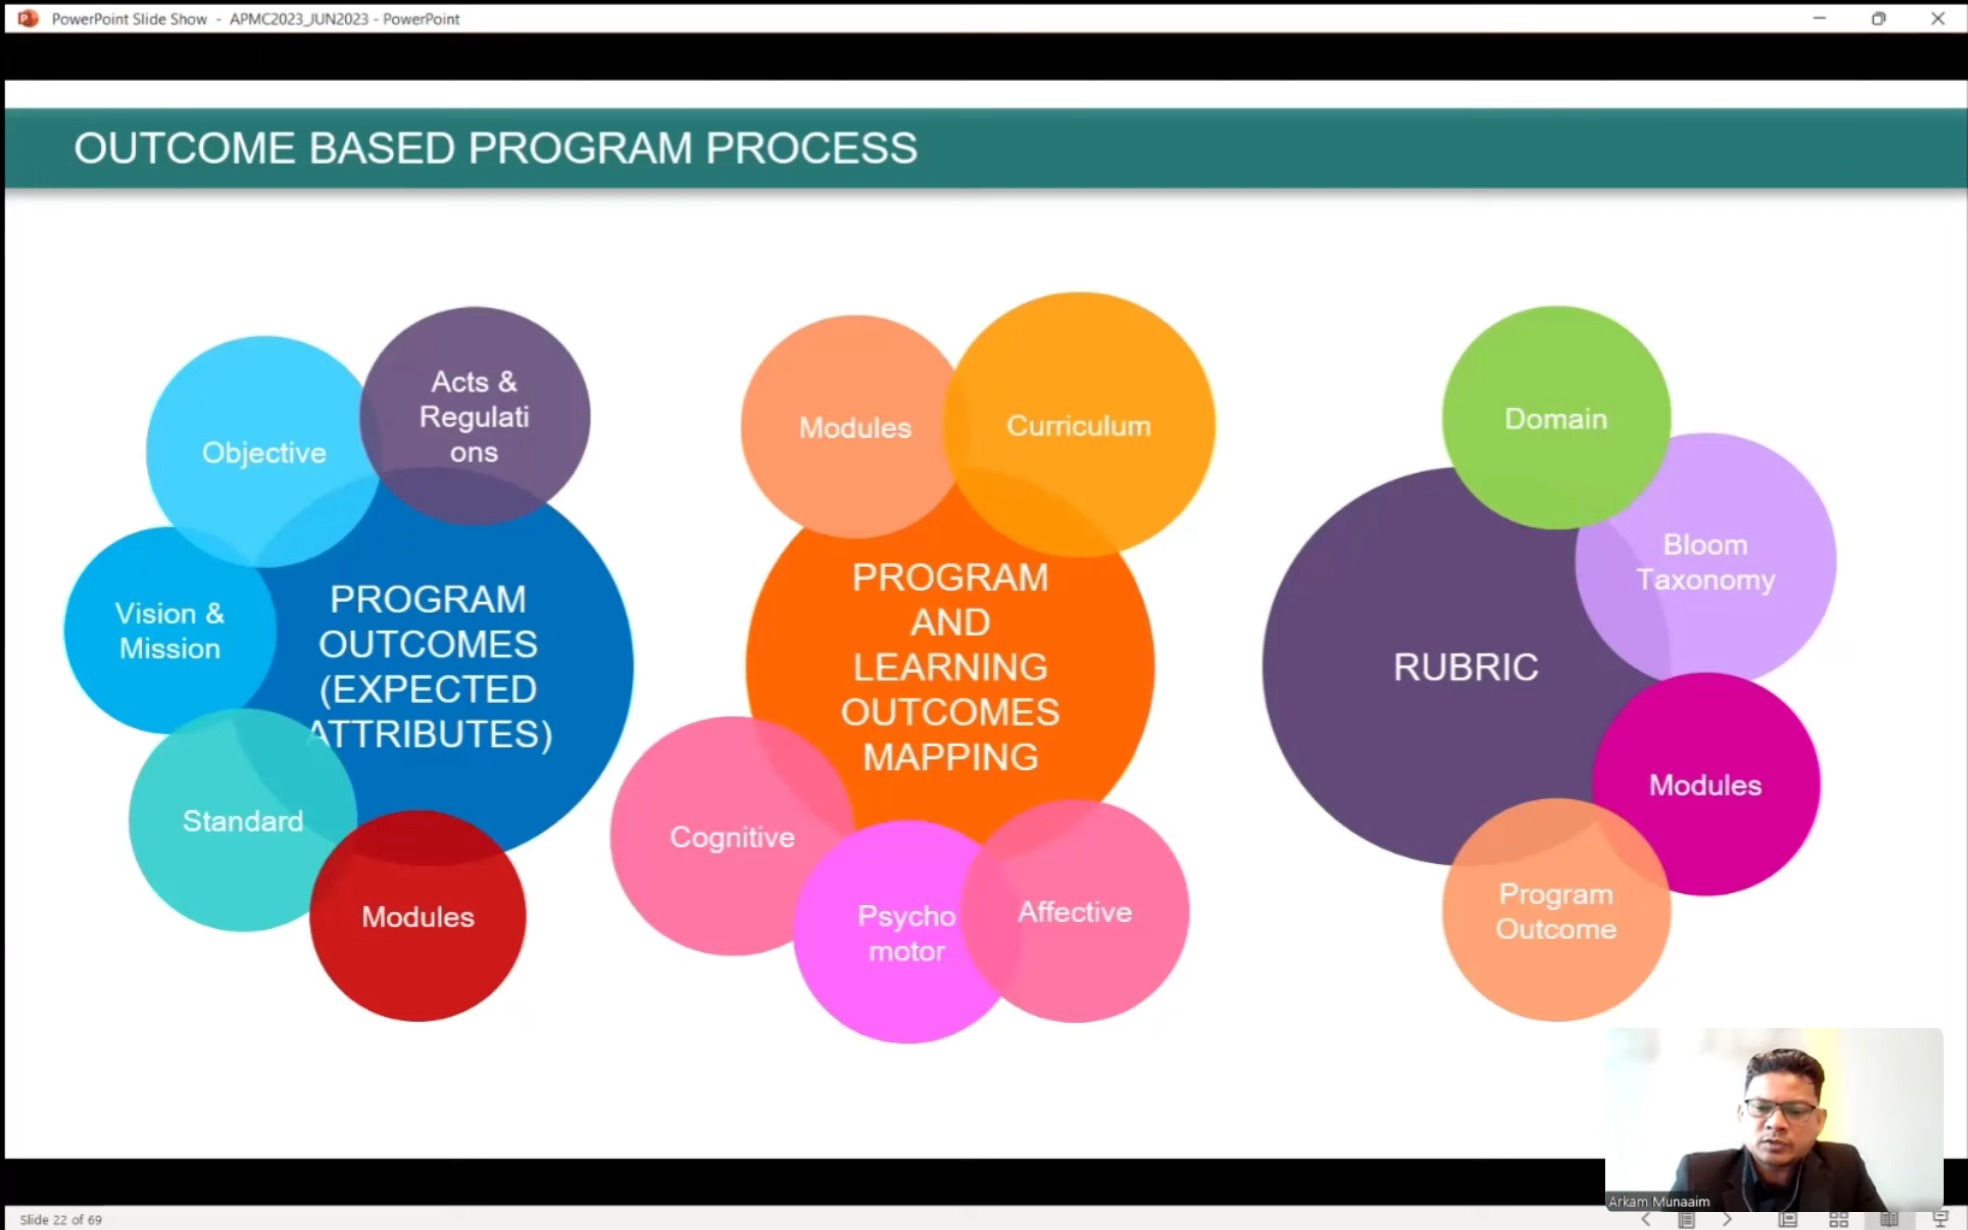 PowerPoint Slide Show - APMC2023_JUN2023 - PowerPoint
OUTCOME BASED PROGRAM PROCESS
Objective
Acts &
Regulati
ons
Vision &
Mission
PROGRAM
OUTCOMES
(EXPECTED
ATTRIBUTES)
Standard
Modules
Modules
Curriculum
PROGRAM
AND
LEARNING
OUTCOMES
MAPPING
Cognitive
Psycho
motor
Affective
Domain
Bloom
Taxonomy
RUBRIC
Modules
Program
Outcome
Arkam Munaaim
Slide 22 of 69